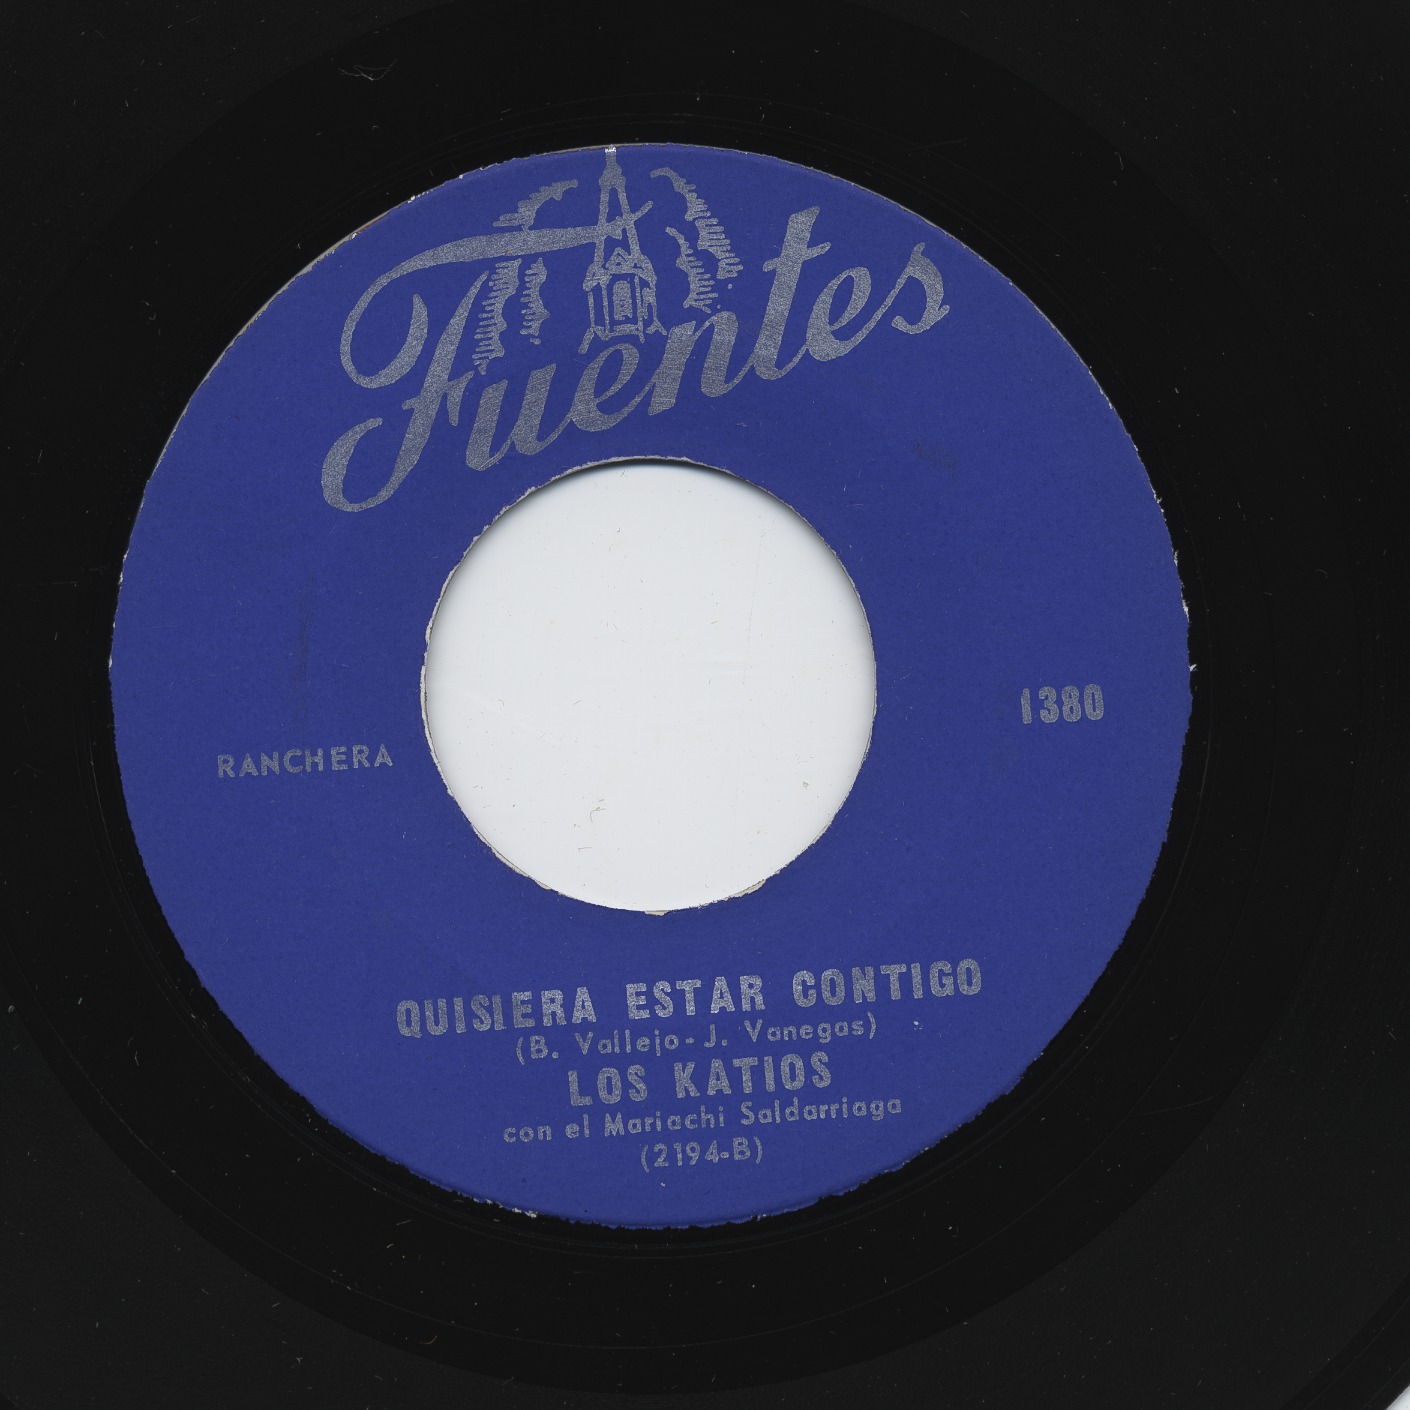 Fuentes
1380
RANCHERA
QUISIERA ESTAR CONTIGO
(B. Vallejo-J. Vanegas)
LOS KATIOS
con el Mariachi Saldarriaga
(2194-B)